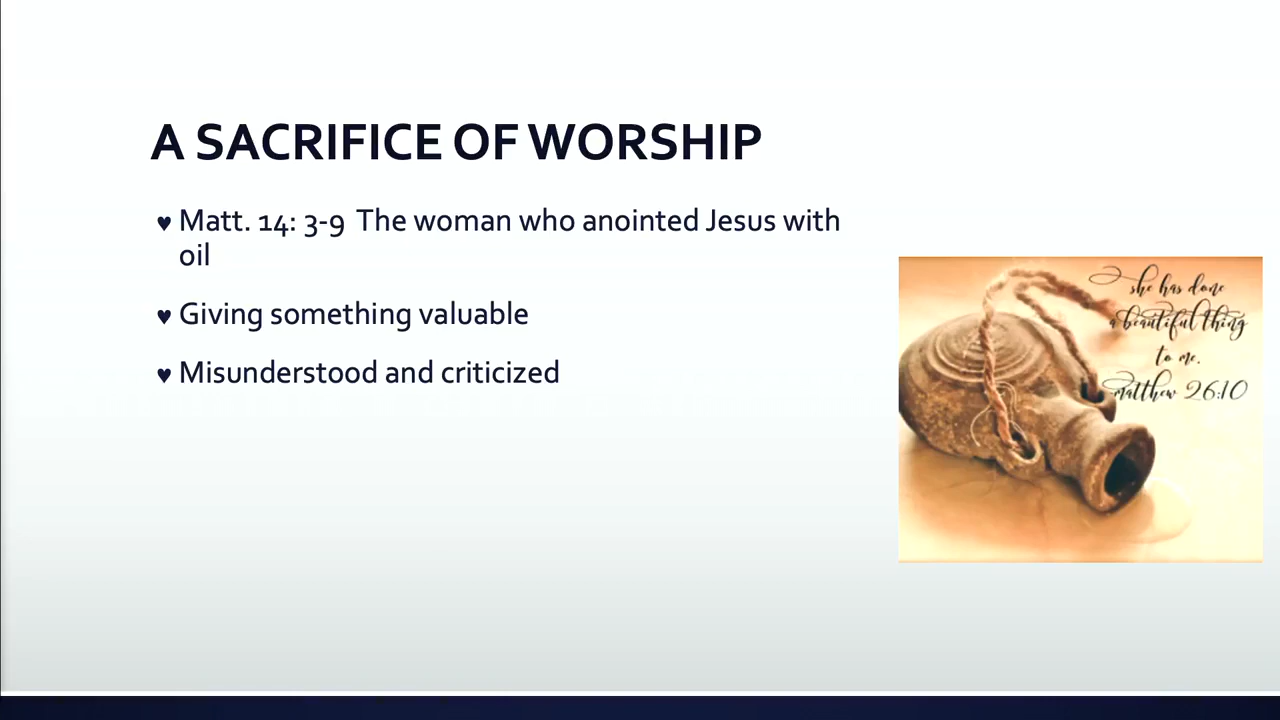 A SACRIFICE OF WORSHIP
♥ Matt. 14: 3-9 The woman who anointed Jesus with
oil
♥ Giving something valuable
♥ Misunderstood and criticized
she has done
a beautiful thing
to me.
-matthew 26:10